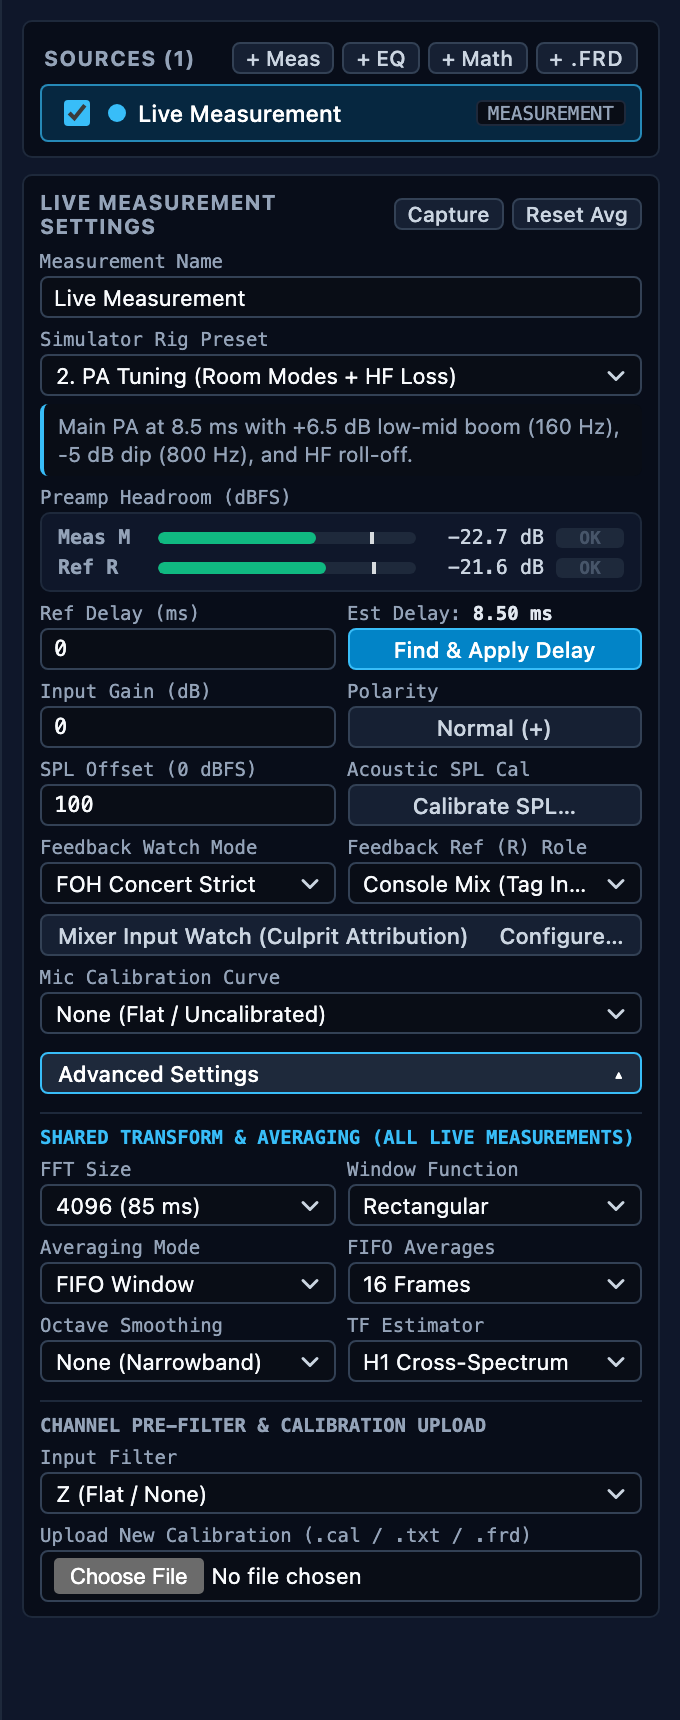 SOURCES (1) + Meas + EQ + Math + .FRD
Live Measurement MEASUREMENT
LIVE MEASUREMENT
SETTINGS
Capture Reset Avg
Measurement Name
Live Measurement
Simulator Rig Preset
2. PA Tuning (Room Modes + HF Loss)
Main PA at 8.5 ms with +6.5 dB low-mid boom (160 Hz),
-5 dB dip (800 Hz), and HF roll-off.
Preamp Headroom (dBFS)
Meas M -22.7 dB OK
Ref R -21.6 dB OK
Ref Delay (ms) Est Delay: 8.50 ms
0 Find & Apply Delay
Input Gain (dB) Polarity
0 Normal (+)
SPL Offset (0 dBFS) Acoustic SPL Cal
100 Calibrate SPL...
Feedback Watch Mode Feedback Ref (R) Role
FOH Concert Strict Console Mix (Tag In...
Mixer Input Watch (Culprit Attribution) Configure...
Mic Calibration Curve
None (Flat / Uncalibrated)
Advanced Settings ▲
SHARED TRANSFORM & AVERAGING (ALL LIVE MEASUREMENTS)
FFT Size Window Function
4096 (85 ms) Rectangular
Averaging Mode FIFO Averages
FIFO Window 16 Frames
Octave Smoothing TF Estimator
None (Narrowband) H1 Cross-Spectrum
CHANNEL PRE-FILTER & CALIBRATION UPLOAD
Input Filter
Z (Flat / None)
Upload New Calibration (.cal / .txt / .frd)
Choose File No file chosen